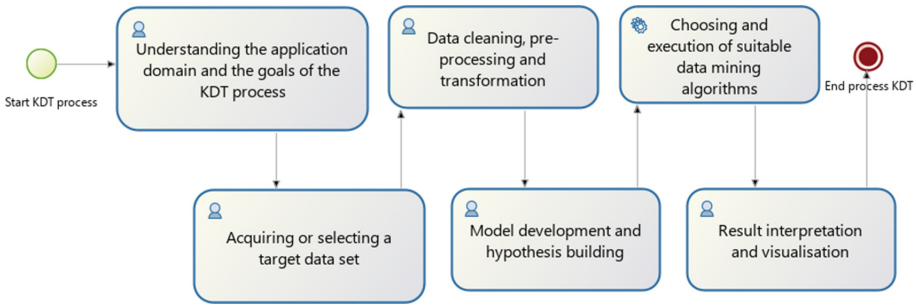 Start KDT process
Understanding the application
domain and the goals of the
KDT process
Acquiring or selecting a
target data set
Data cleaning, pre-
processing and
transformation
Model development and
hypothesis building
Choosing and
execution of suitable
data mining
algorithms
Result interpretation
and visualisation
End process KDT